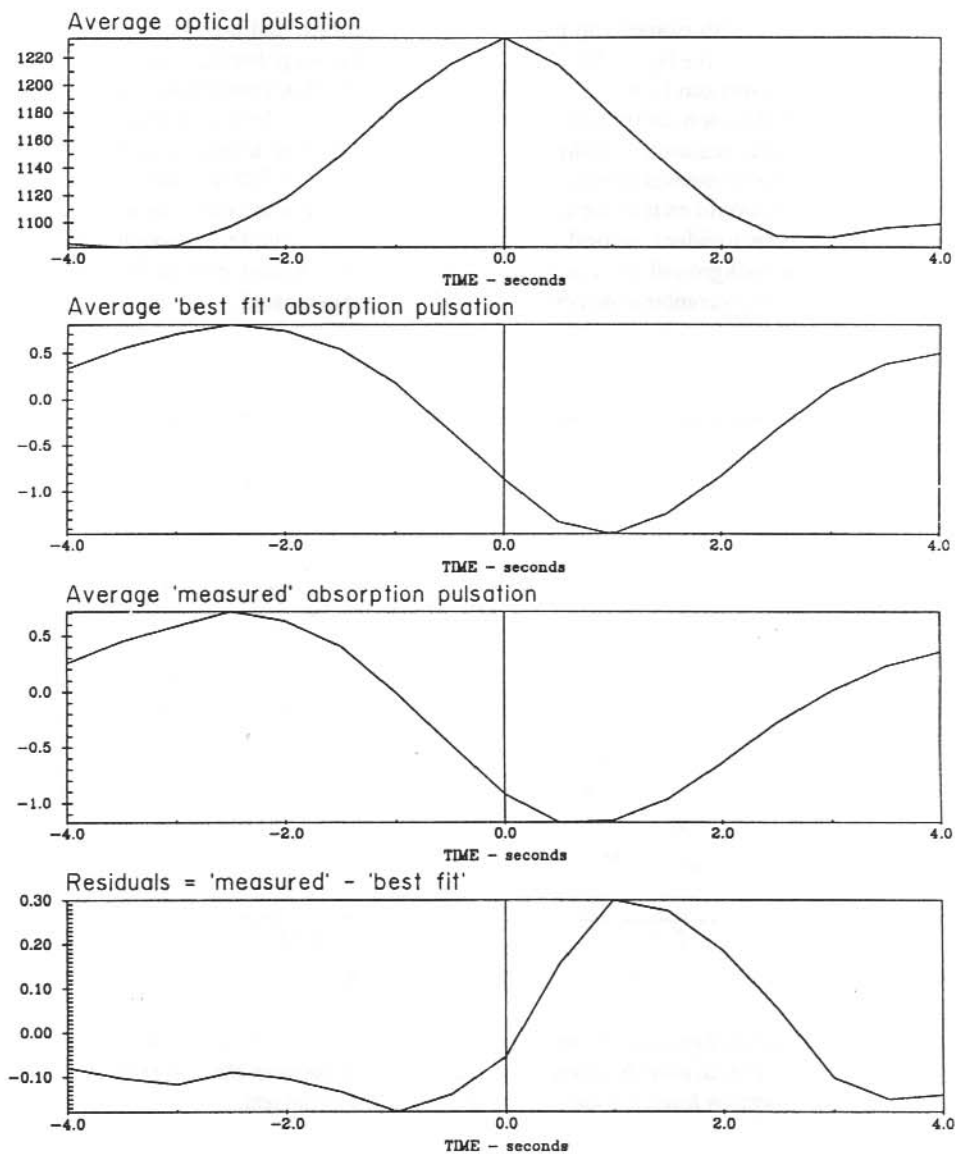 Average optical pulsation
1220
1200
1180
1160
1140
1120
1100
-4.0 -2.0 0.0 2.0 4.0
TIME - seconds
Average 'best fit' absorption pulsation
0.5
0.0
-0.5
-1.0
-4.0 -2.0 0.0 2.0 4.0
TIME - seconds
Average 'measured' absorption pulsation
0.5
0.0
-0.5
-1.0
-4.0 -2.0 0.0 2.0 4.0
TIME - seconds
Residuals = 'measured' - 'best fit'
0.30
0.20
0.10
0.00
-0.10
-4.0 -2.0 0.0 2.0 4.0
TIME - seconds